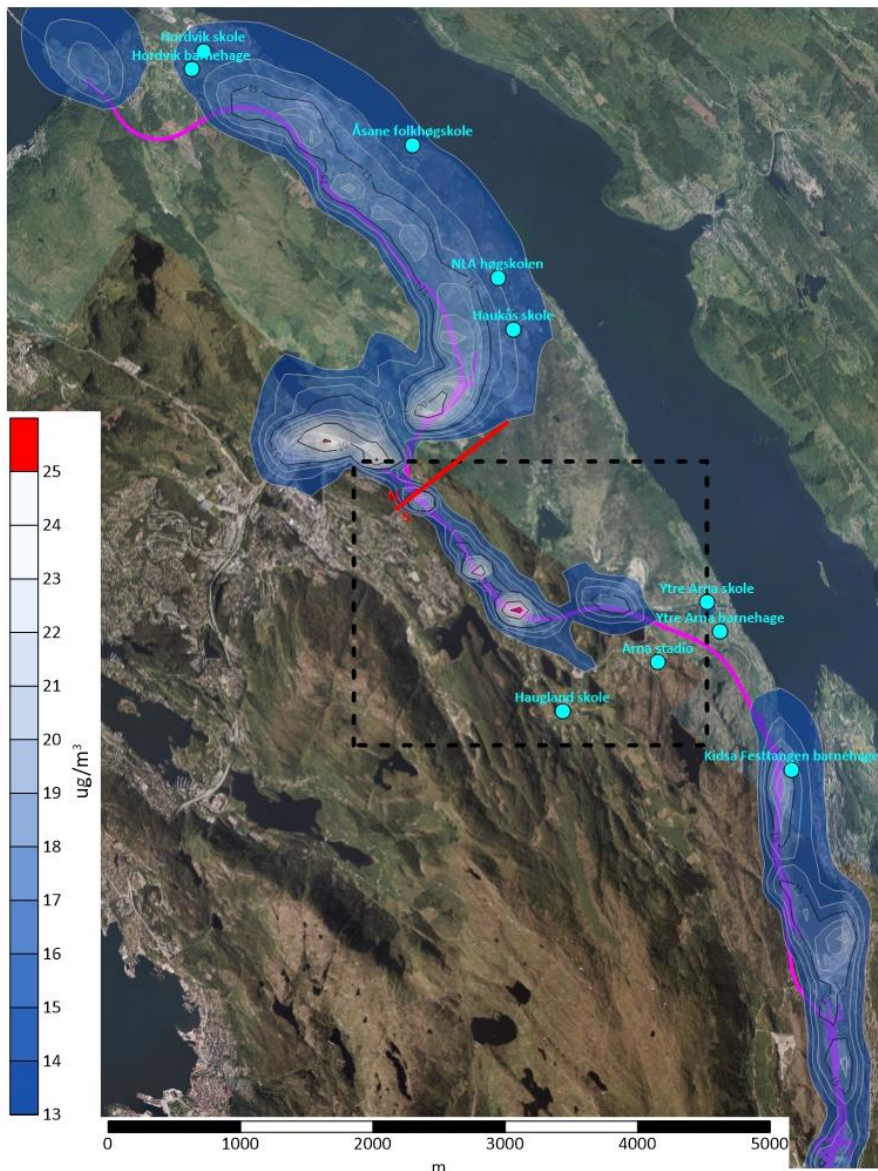 Hordvik skole
Hordvik barnehage
Åsane folkhøgskole
NLA høgskolen
Haukås skole
Ytre Arna skole
Ytre Arna barnehage
Arna stadio
Haugland skole
Kidsa Festtangen barnehage
25
24
23
22
21
20
19
18
17
16
15
14
13
ug/m³
0 1000 2000 3000 4000 5000
m